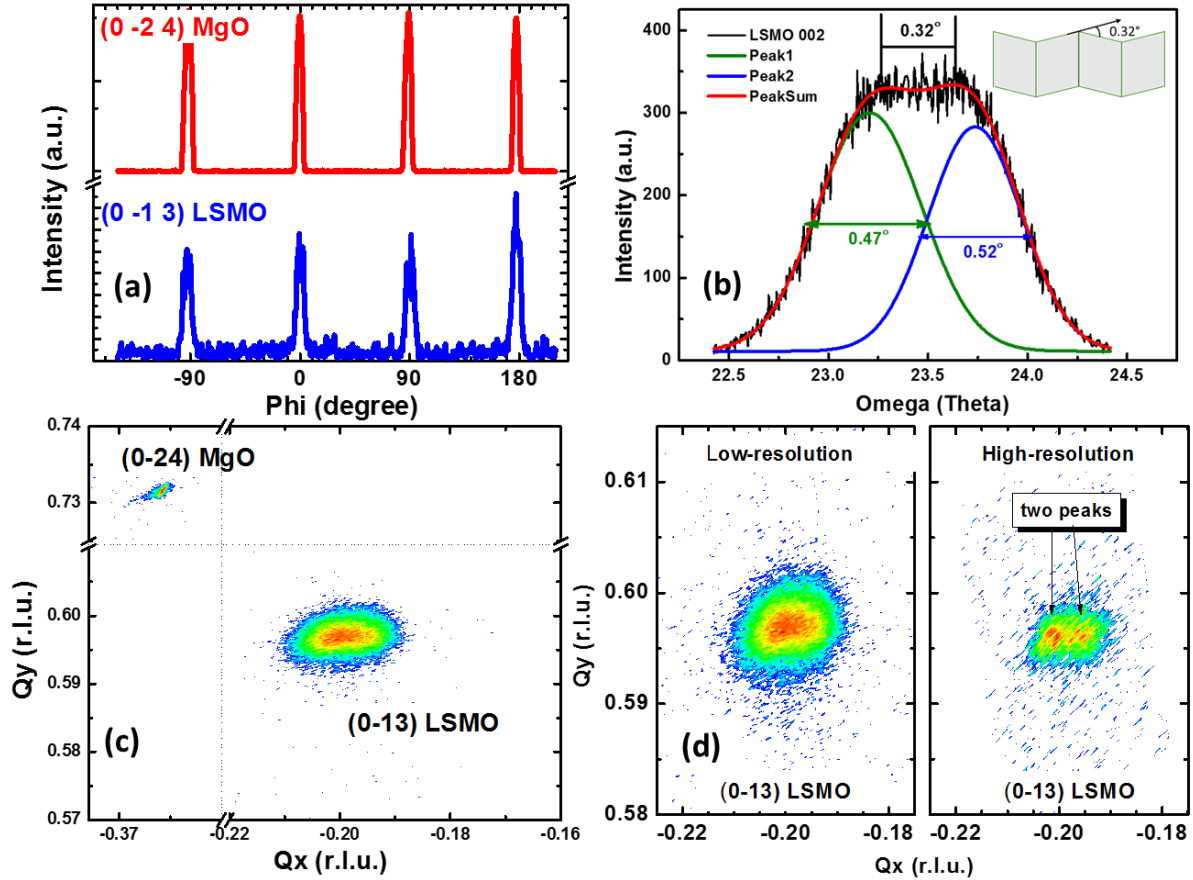 (0 -2 4) MgO
(0 -1 3) LSMO
(a)
Intensity (a.u.)
-90 0 90 180
Phi (degree)
400
300
200
100
0
Intensity (a.u.)
LSMO 002
Peak1
Peak2
PeakSum
0.32°
0.32°
0.47°
0.52°
(b)
22.5 23.0 23.5 24.0 24.5
Omega (Theta)
0.74
0.73
0.60
0.59
0.58
0.57
Qy (r.l.u.)
(0-24) MgO
(0-13) LSMO
(c)
-0.37 -0.22 -0.20 -0.18 -0.16
Qx (r.l.u.)
-0.22 -0.20 -0.18
0.61
0.60
0.59
0.58
Qy (r.l.u.)
Low-resolution
(d)
(0-13) LSMO
-0.22 -0.20 -0.18
High-resolution
two peaks
(0-13) LSMO
-0.22 -0.20 -0.18
Qx (r.l.u.)